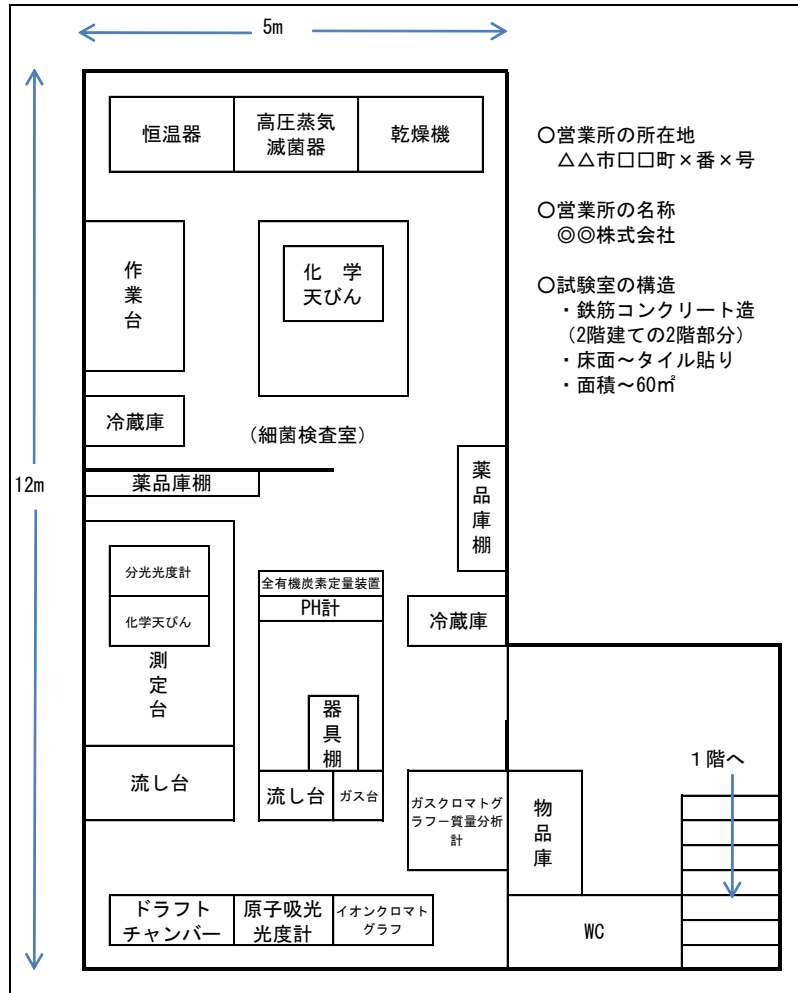 5m
恒温器
高圧蒸気
滅菌器
乾燥機
〇営業所の所在地
△△市□□町×番×号
〇営業所の名称
◎◎株式会社
〇試験室の構造
・鉄筋コンクリート造
(2階建ての2階部分)
・床面～タイル貼り
・面積～60㎡
作業台
化　学
天びん
冷蔵庫
(細菌検査室)
12m
薬品庫棚
薬品庫棚
分光光度計
化学天びん
測定台
全有機炭素定量装置
PH計
冷蔵庫
器具棚
流し台
流し台
ガス台
ガスクロマトグ
ラフー質量分析
計
物品庫
1階へ
ドラフト
チャンバー
原子吸光
光度計
イオンクロマト
グラフ
WC